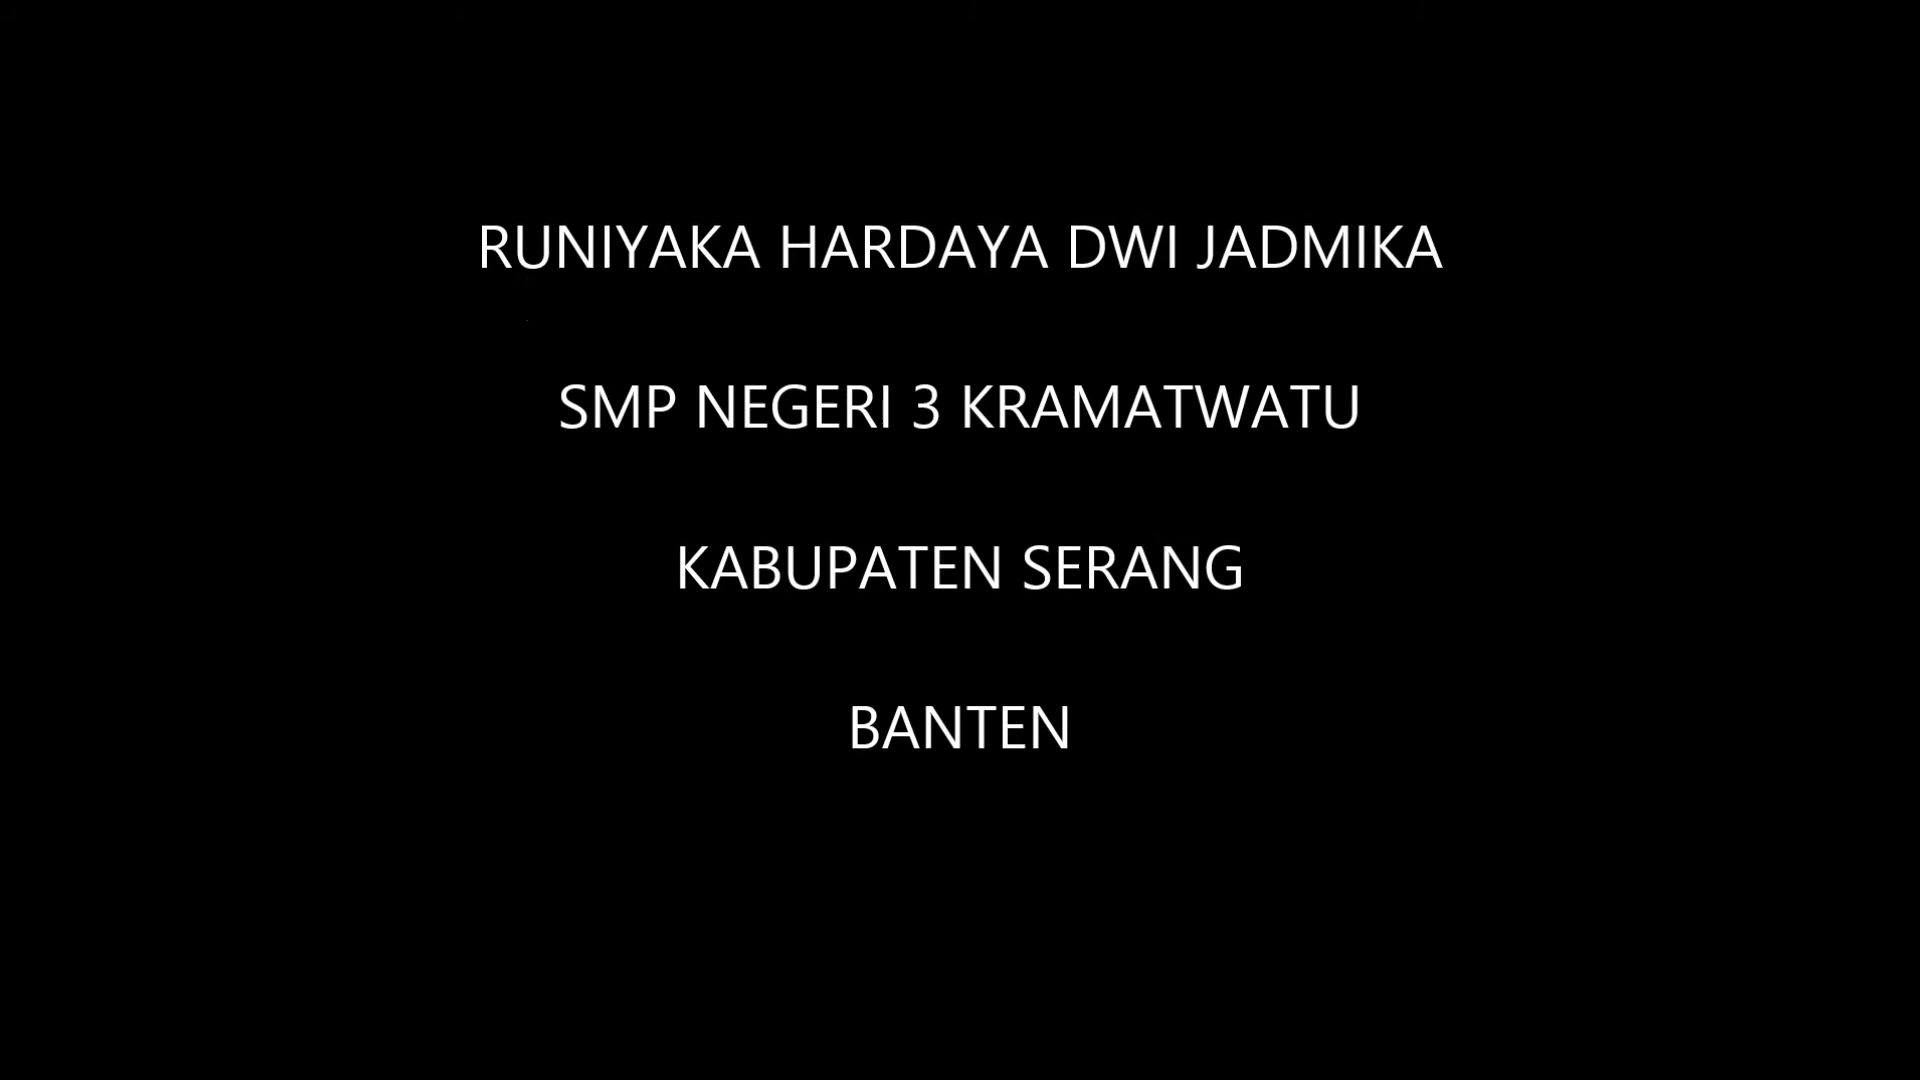 RUNIYAKA HARDAYA DWI JADMIKA
SMP NEGERI 3 KRAMATWATU
KABUPATEN SERANG
BANTEN